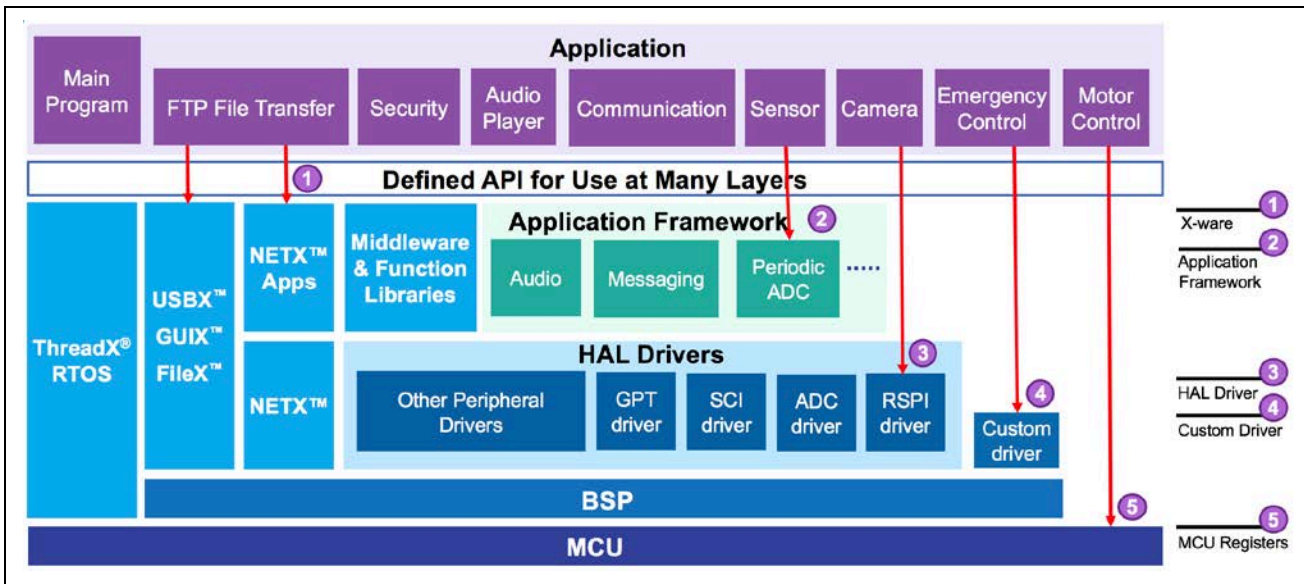 Application
Main
Program
FTP File Transfer
Security
Audio
Player
Communication
Sensor
Camera
Emergency
Control
Motor
Control
1
Defined API for Use at Many Layers
ThreadX®
RTOS
USBX™
GUIX™
FileX™
NETX™
Apps
NETX™
Middleware
& Function
Libraries
Application Framework
2
Audio
Messaging
Periodic
ADC
.....
HAL Drivers
3
Other Peripheral
Drivers
GPT
driver
SCI
driver
ADC
driver
RSPI
driver
4
Custom
driver
BSP
5
MCU
1
X-ware
2
Application
Framework
3
HAL Driver
4
Custom Driver
5
MCU Registers